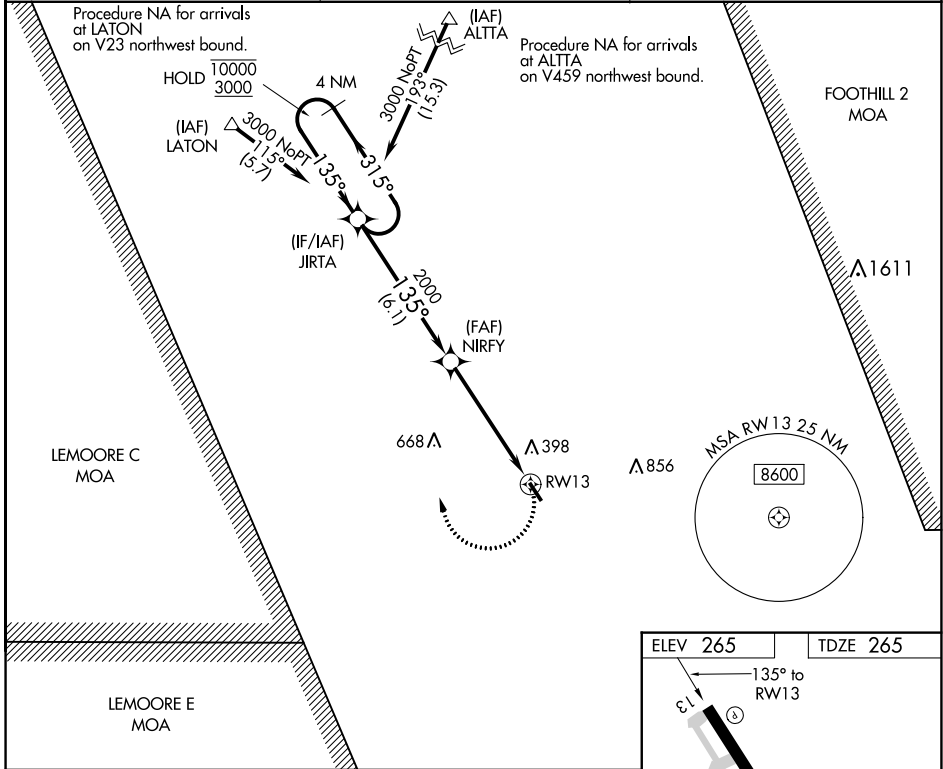 Procedure NA for arrivals
at LATON
on V23 northwest bound.
HOLD
10000
3000
4 NM
(IAF)
ALTTA
3000 NoPT
193°
(15.3)
Procedure NA for arrivals
at ALTTA
on V459 northwest bound.
FOOTHILL 2
MOA
(IAF)
LATON
3000 NoPT
115°
(5.7)
135°
315°
(IF/IAF)
JIRTA
1611
2000
135°
(6.1)
(FAF)
NIRFY
668
398
856
RW13
LEMOORE C
MOA
MSA RW13 25 NM
8600
LEMOORE E
MOA
ELEV 265
TDZE 265
135° to
RW13
13
P